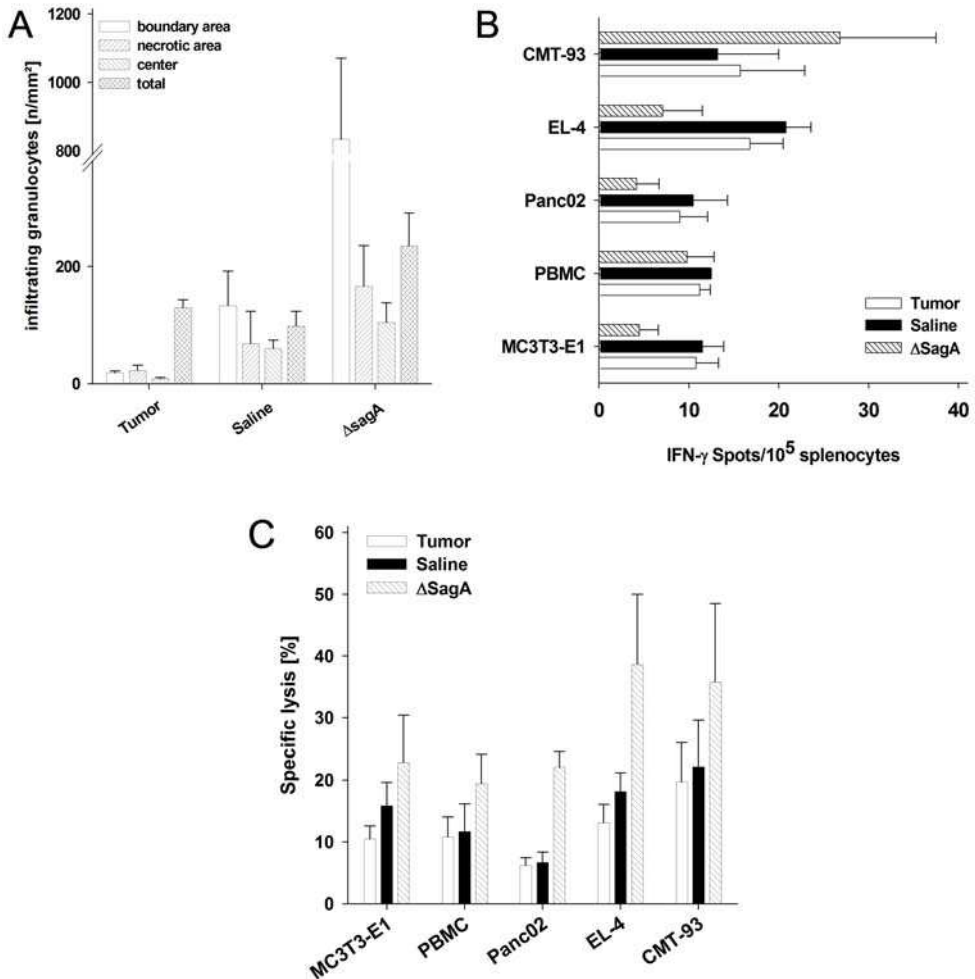 A
infiltrating granulocytes [n/mm²]
1200
1000
800
200
0
boundary area
necrotic area
center
total
Tumor
Saline
ΔsagA
B
CMT-93
EL-4
Panc02
PBMC
MC3T3-E1
Tumor
Saline
ΔSagA
0 10 20 30 40
IFN-γ Spots/10⁵ splenocytes
C
Specific lysis [%]
60
50
40
30
20
10
0
Tumor
Saline
ΔSagA
MC3T3-E1
PBMC
Panc02
EL-4
CMT-93